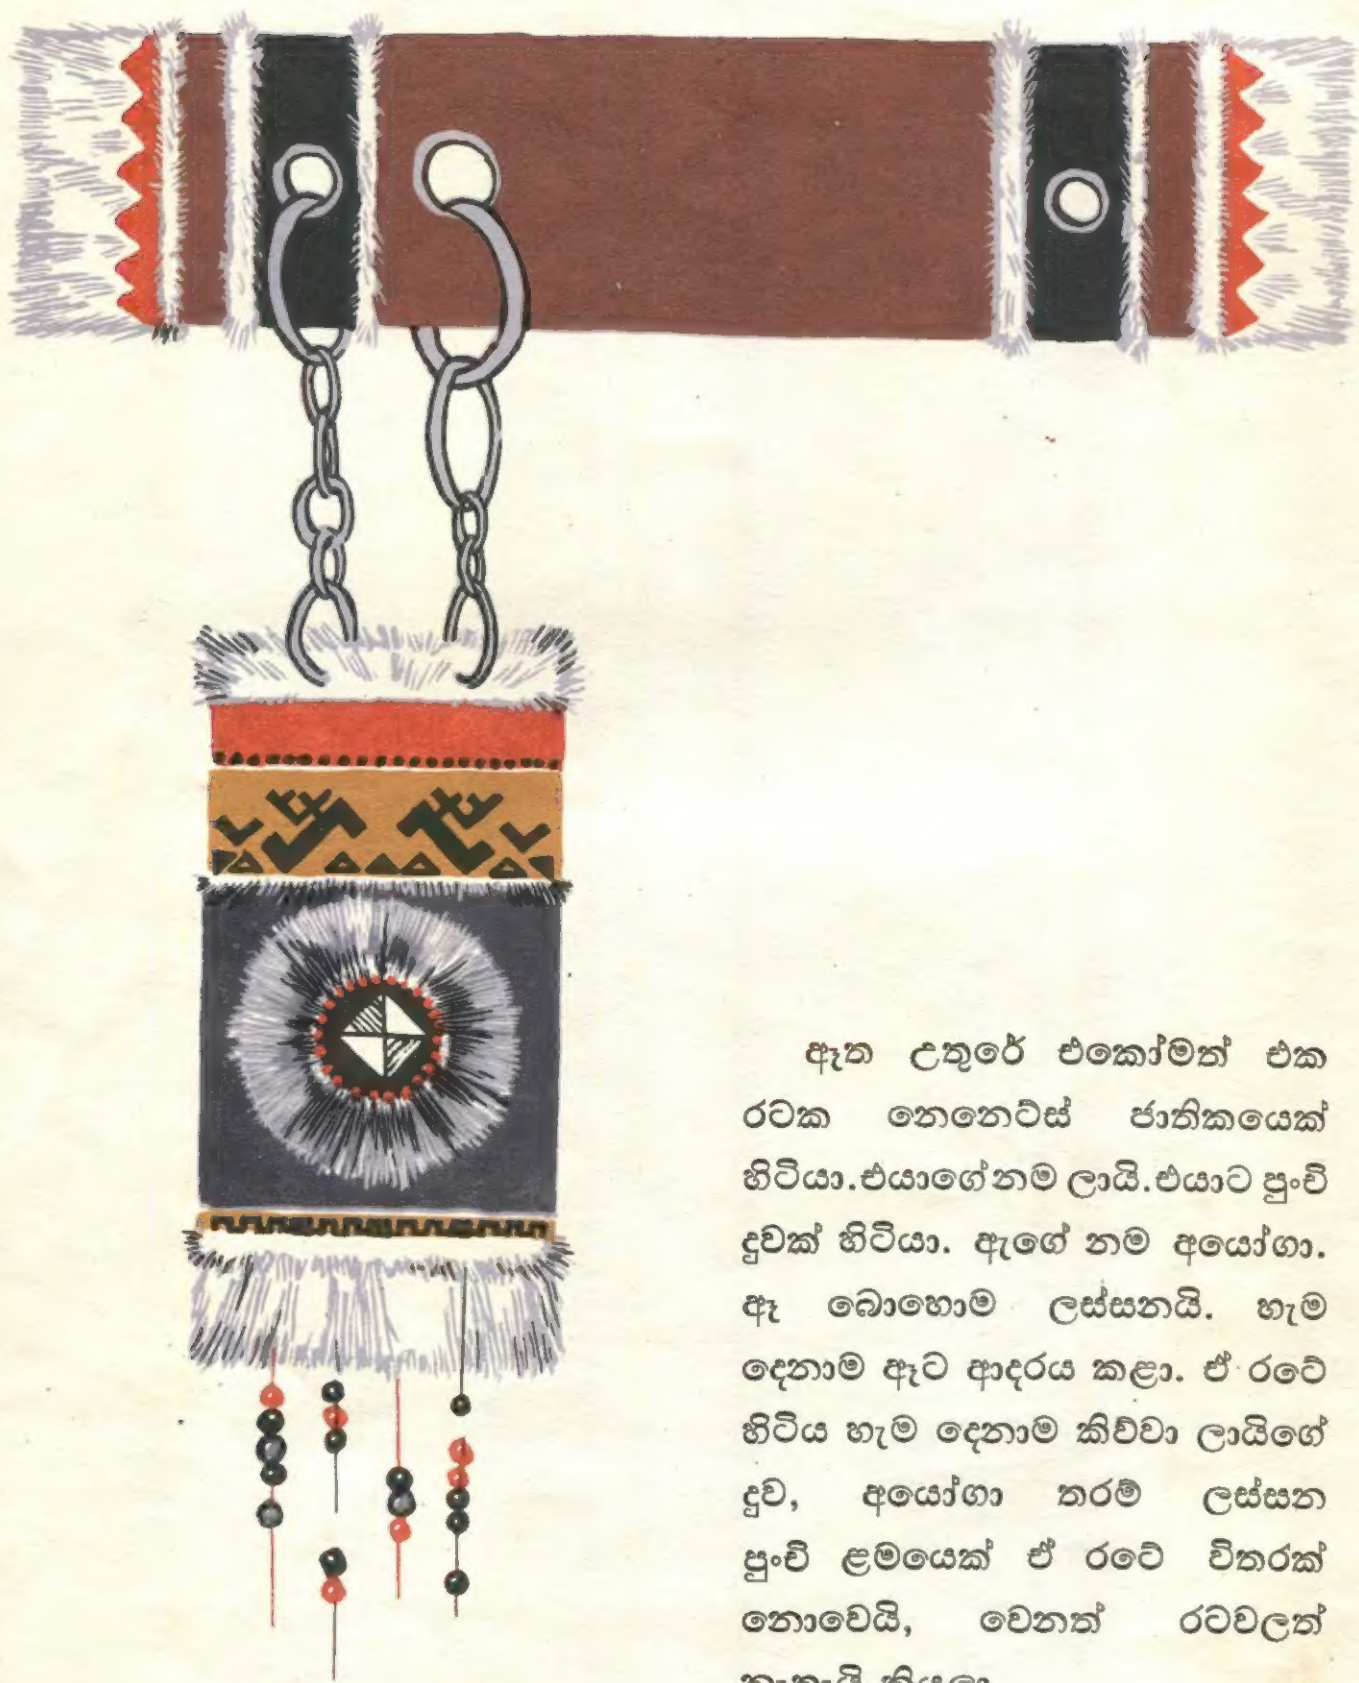 ඈත උතුරේ එකෝමත් එක
රටක නෙනෙට්ස් ජාතිකයෙක්
හිටියා. එයාගේ නම ලායි. එයාට පුංචි
දුවක් හිටියා. ඇගේ නම අයෝගා.
ඈ බොහොම ලස්සනයි. හැම
දෙනාම ඈට ආදරය කළා. ඒ රටේ
හිටිය හැම දෙනාම කිව්වා ලායිගේ
දුව, අයෝගා තරම් ලස්සන
පුංචි ළමයෙක් ඒ රටේ විතරක්
නොවෙයි, වෙනත් රටවලත්